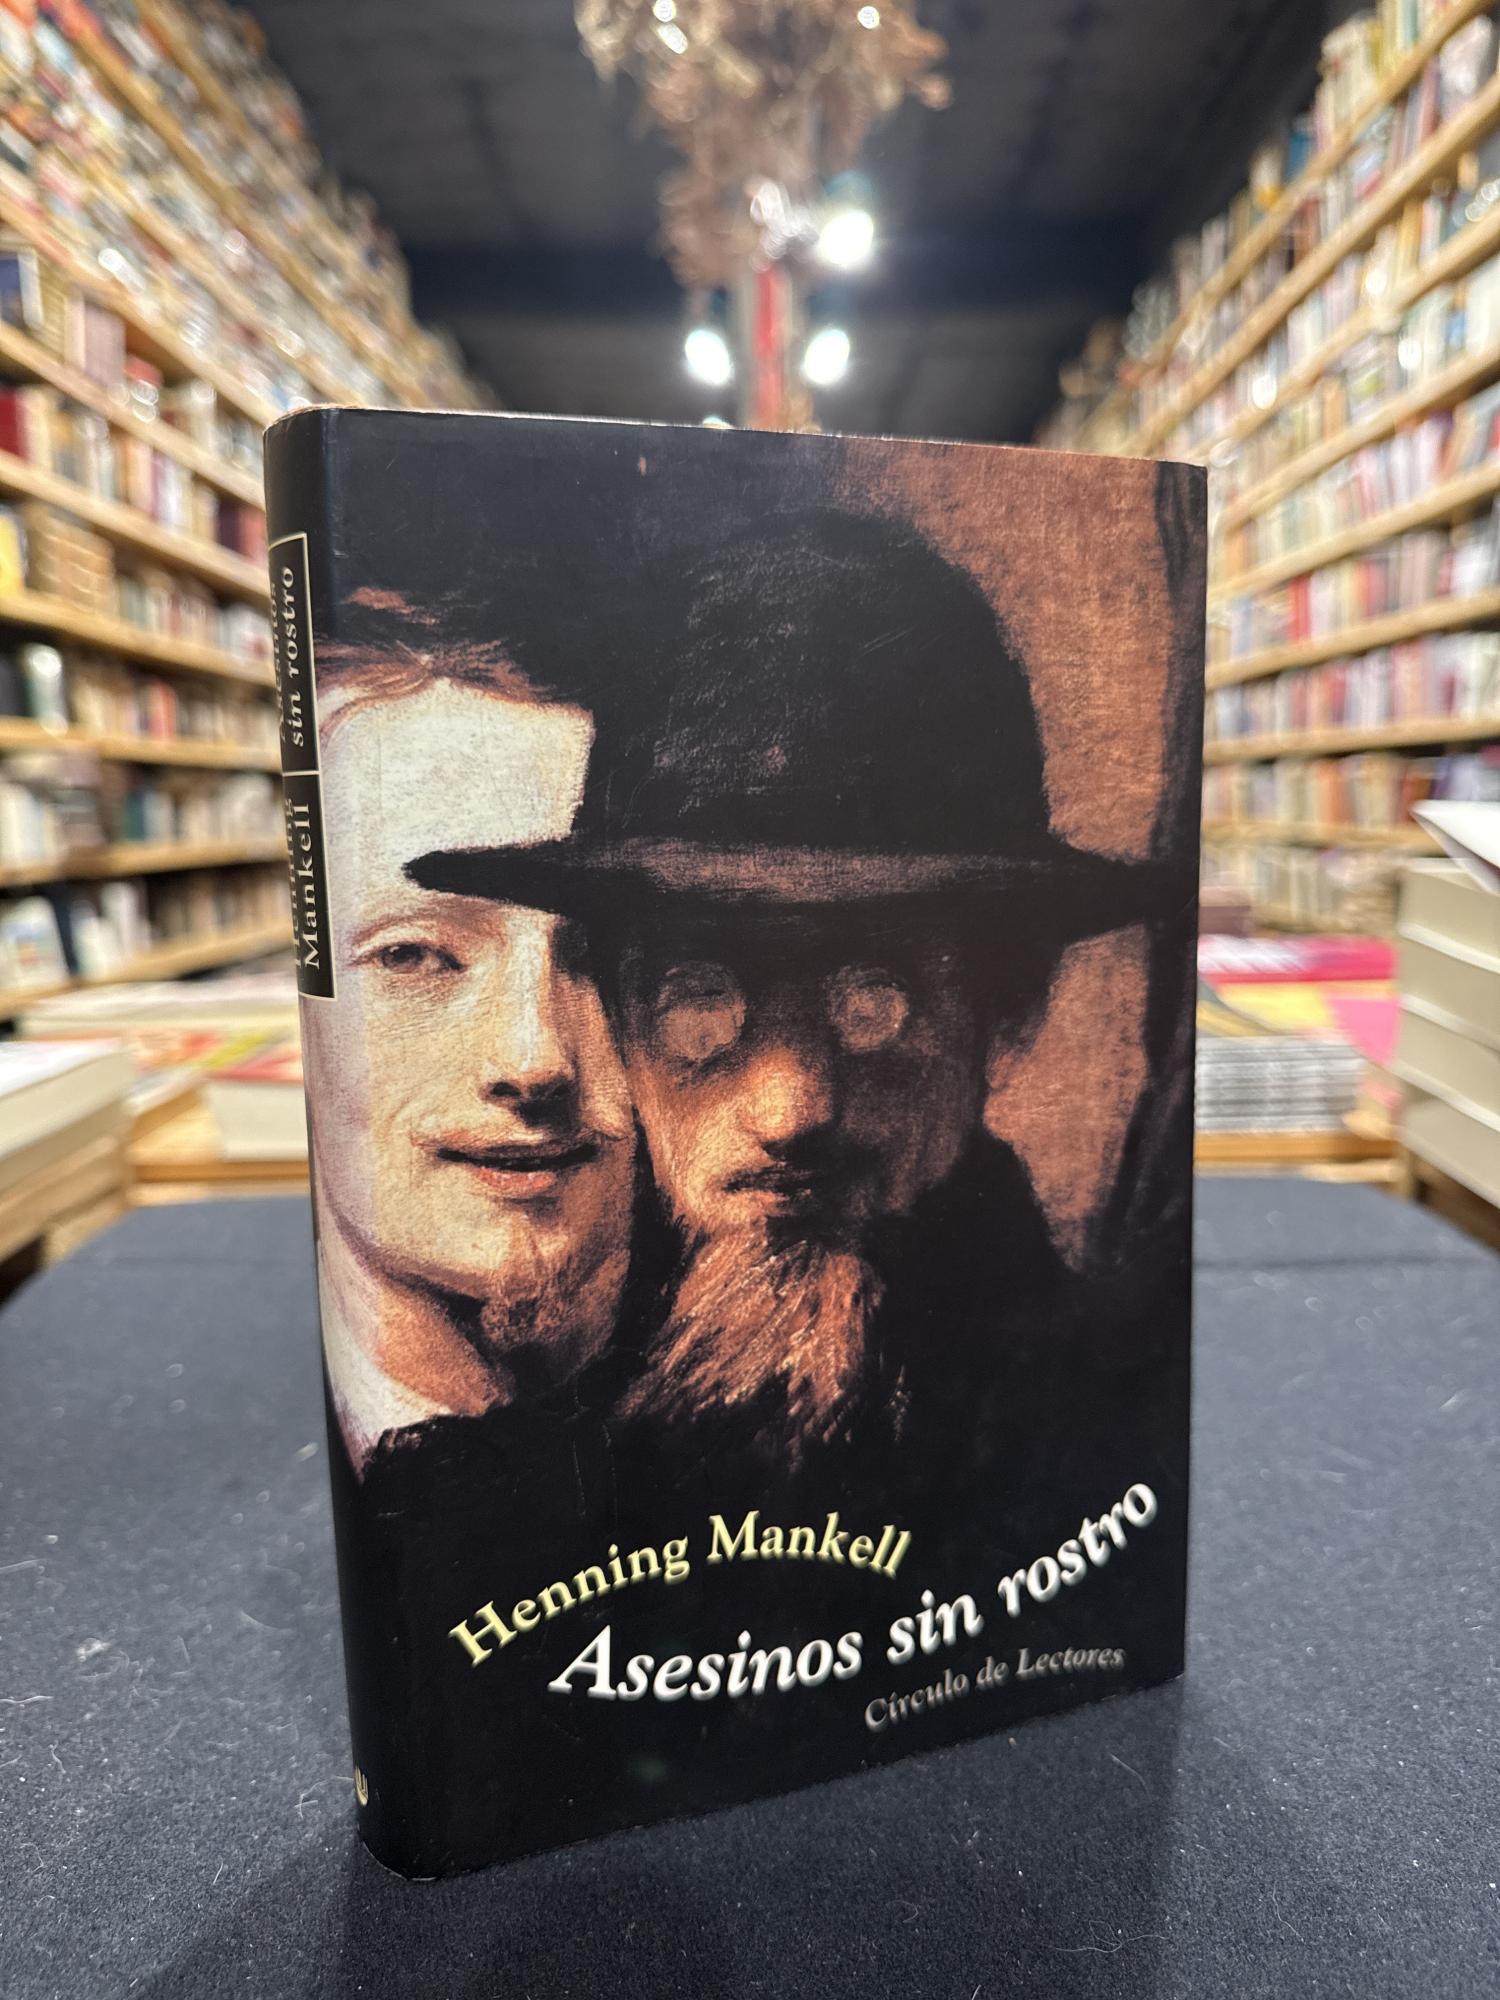 Asesinos
sin rostro
Henning
Mankell
Henning Mankell
Asesinos sin rostro
Círculo de Lectores